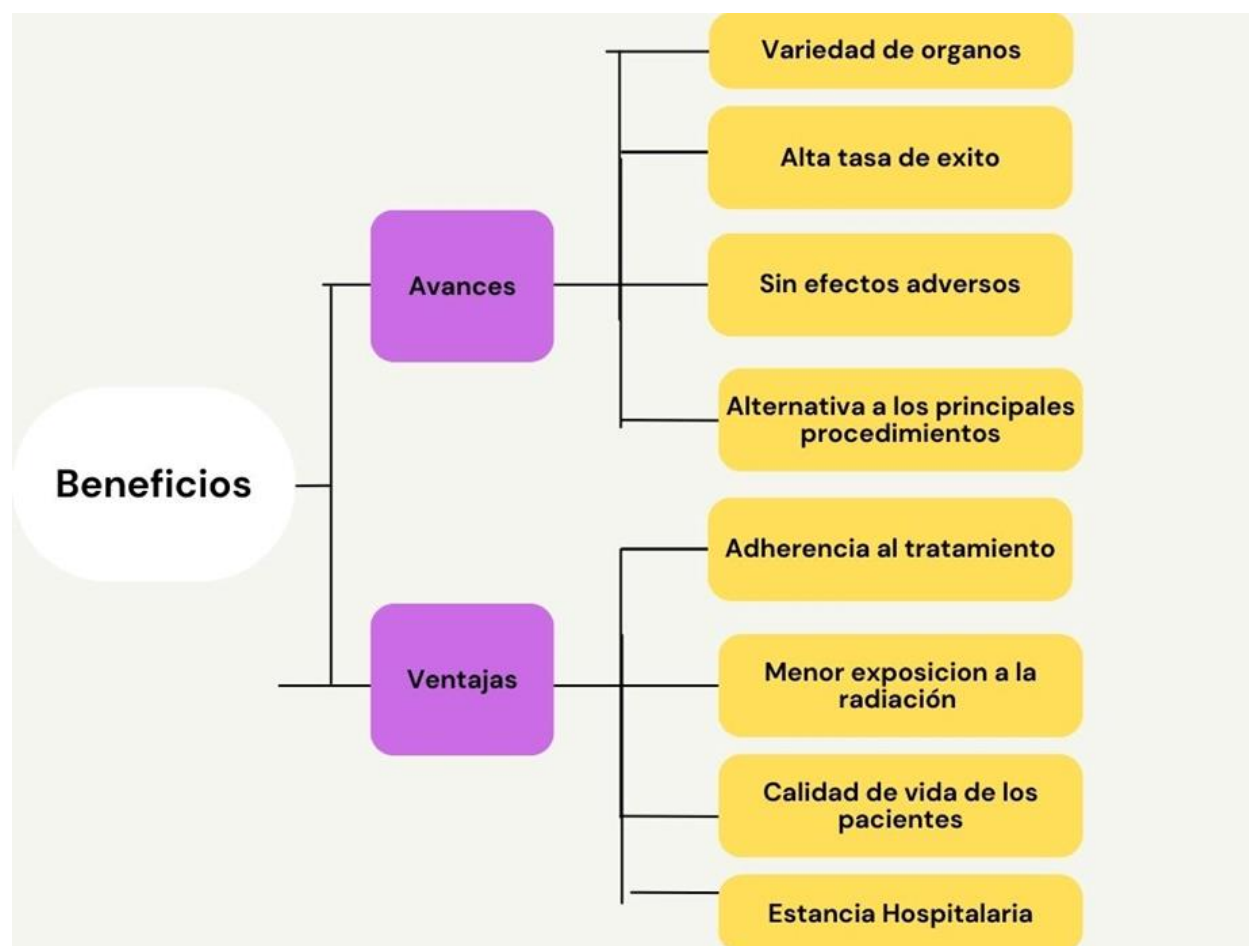 Beneficios
Avances
Variedad de organos
Alta tasa de exito
Sin efectos adversos
Alternativa a los principales
procedimientos
Ventajas
Adherencia al tratamiento
Menor exposicion a la
radiación
Calidad de vida de los
pacientes
Estancia Hospitalaria